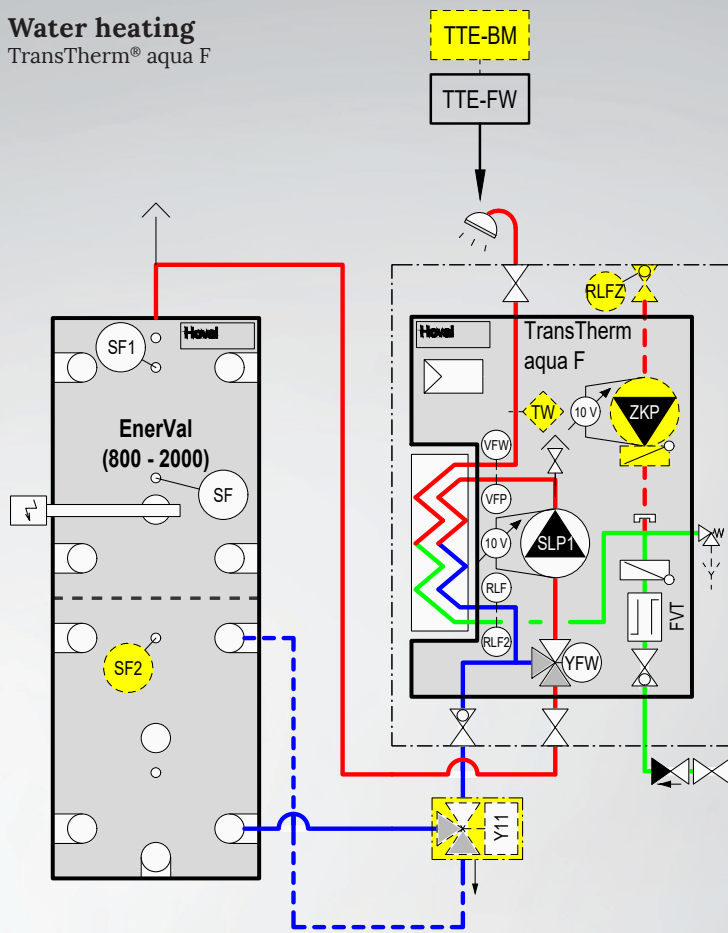 Water heating
TransTherm® aqua F
TTE-BM
TTE-FW
RLFZ
Hoval
SF1
EnerVal
(800 - 2000)
SF
SF2
Hoval
TransTherm
aqua F
TW
10 V
ZKP
VFW
VFP
10 V
SLP1
RLF
RLF2
YFW
FVT
Y
Y11